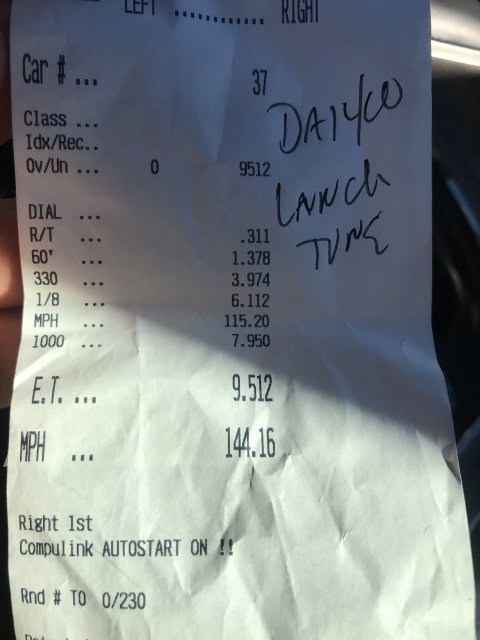 LEFT ............ RIGHT
Car # ... 37
Class ...
Idx/Rec..
Ov/Un ... 0 9512
DIAL ...
R/T ... .311
60' ... 1.378
330 ... 3.974
1/8 ... 6.112
MPH ... 115.20
1000 ... 7.950
E.T. ... 9.512
MPH ... 144.16
Right 1st
Compulink AUTOSTART ON !!
Rnd # TO 0/230
LANCH
TUNE